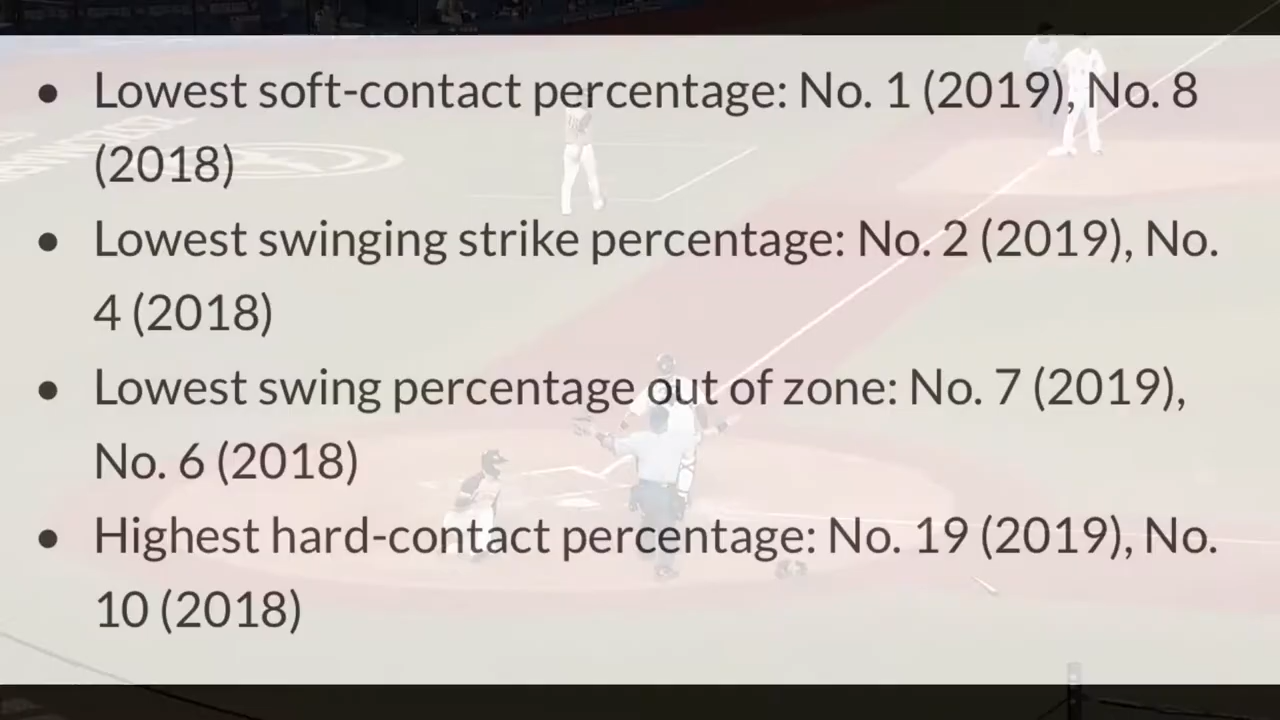 • Lowest soft-contact percentage: No. 1 (2019), No. 8
(2018)
• Lowest swinging strike percentage: No. 2 (2019), No.
4 (2018)
• Lowest swing percentage out of zone: No. 7 (2019),
No. 6 (2018)
• Highest hard-contact percentage: No. 19 (2019), No.
10 (2018)